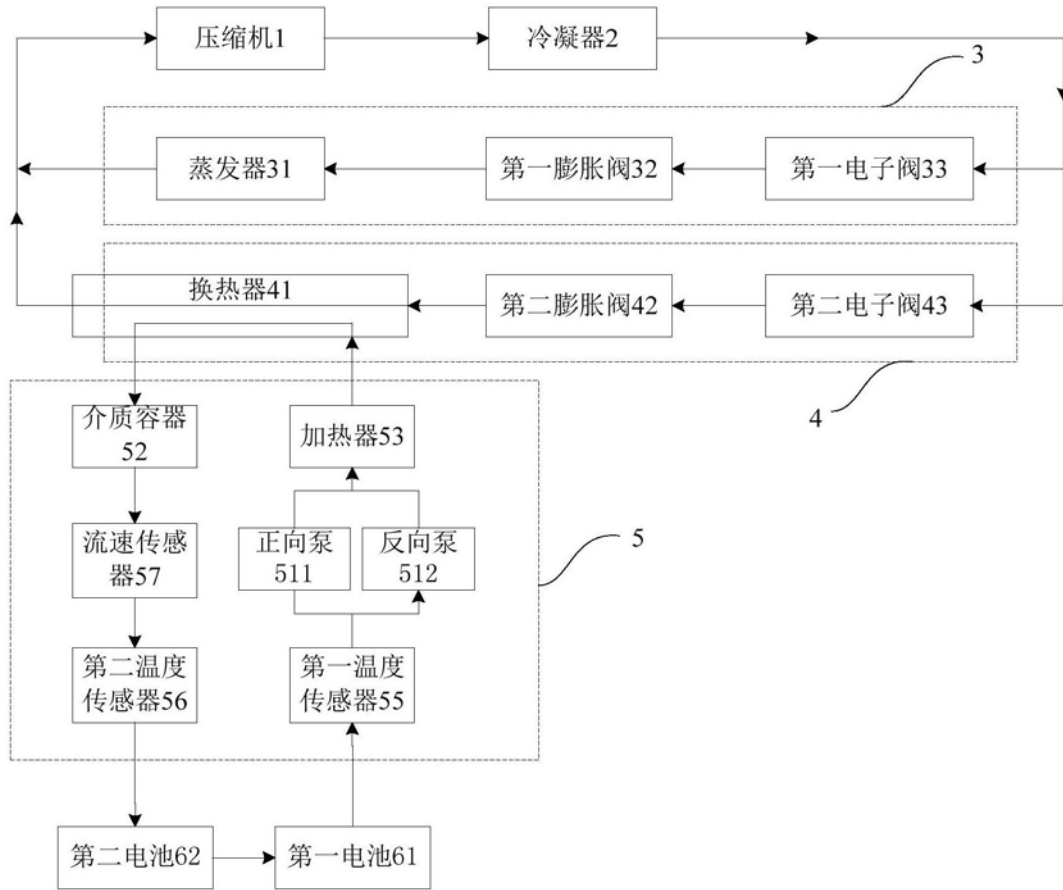 压缩机1
冷凝器2
3
蒸发器31
第一膨胀阀32
第一电子阀33
换热器41
第二膨胀阀42
第二电子阀43
4
介质容器
52
加热器53
流速传感
器57
正向泵
511
反向泵
512
5
第二温度
传感器56
第一温度
传感器55
第二电池62
第一电池61